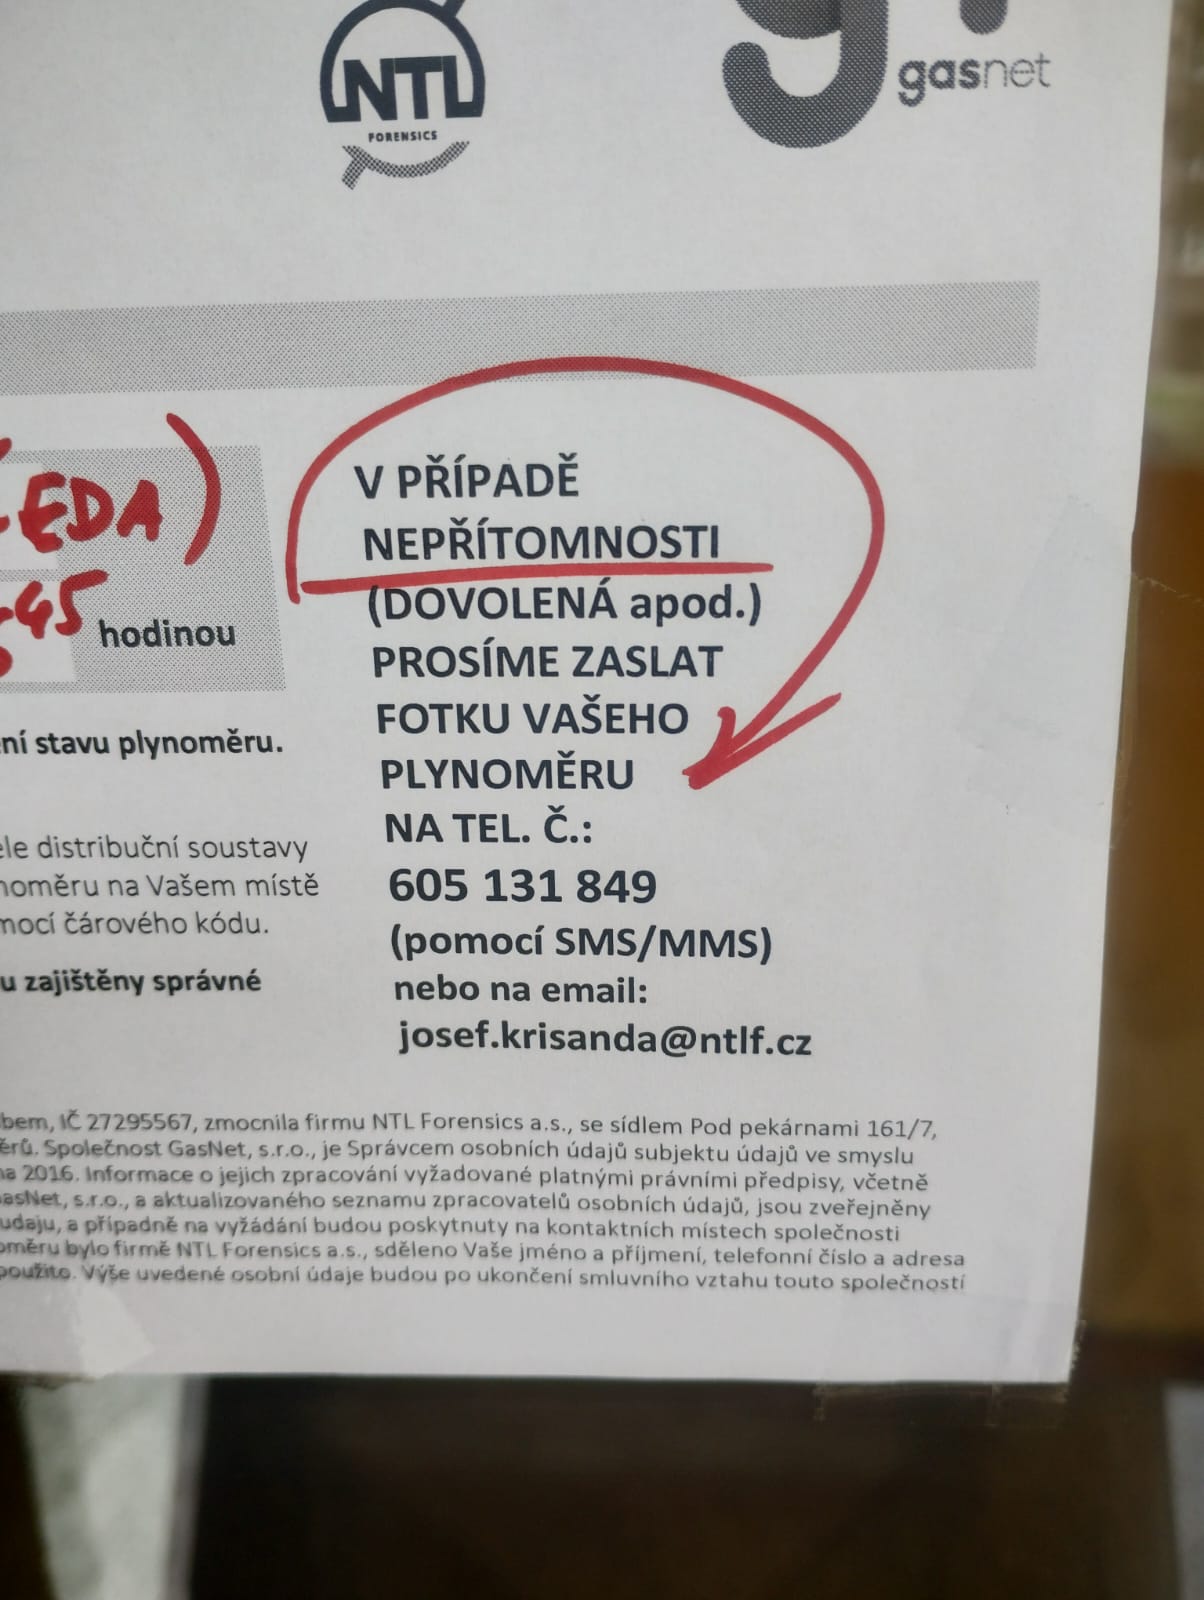 NTL
FORENSICS
gasnet
EDA)
45 hodinou
ní stavu plynoměru.
distribuční soustavy
na Vašem místě
čárového kódu.
zajištěny správné
V PŘÍPADĚ
NEPŘÍTOMNOSTI
(DOVOLENÁ apod.)
PROSÍME ZASLAT
FOTKU VAŠEHO
PLYNOMĚRU
NA TEL. Č.:
605 131 849
(pomocí SMS/MMS)
nebo na email:
josef.krisanda@ntlf.cz
bem, IČ 27295567, zmocnila firmu NTL Forensics a.s., se sídlem Pod pekárnami 161/7,
ěrů. Společnost GasNet, s.r.o., je Správcem osobních údajů subjektu údajů ve smyslu
na 2016. Informace o jejich zpracování vyžadované platnými právními předpisy, včetně
GasNet, s.r.o., a aktualizovaného seznamu zpracovatelů osobních údajů, jsou zveřejněny
udaju, a případně na vyžádání budou poskytnuty na kontaktních místech společnosti
oměru bylo firmě NTL Forensics a.s., sděleno Vaše jméno a příjmení, telefonní číslo a adresa
použito. Výše uvedené osobní údaje budou po ukončení smluvního vztahu touto společností